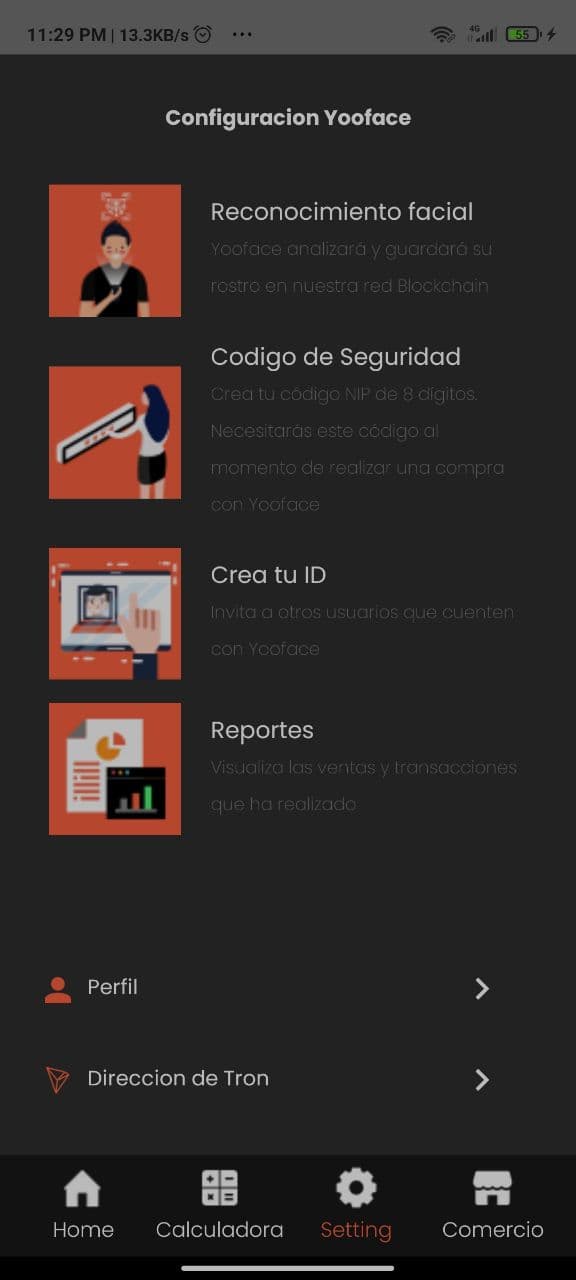 11:29 PM | 13.3KB/s ...
4G
55
Configuracion Yooface
Reconocimiento facial
Yooface analizará y guardará su
rostro en nuestra red Blockchain
Codigo de Seguridad
Crea tu código NIP de 8 dígitos.
Necesitarás este código al
momento de realizar una compra
con Yooface
Crea tu ID
Invita a otros usuarios que cuenten
con Yooface
Reportes
Visualiza las ventas y transacciones
que ha realizado
Perfil
Direccion de Tron
Home
Calculadora
Setting
Comercio